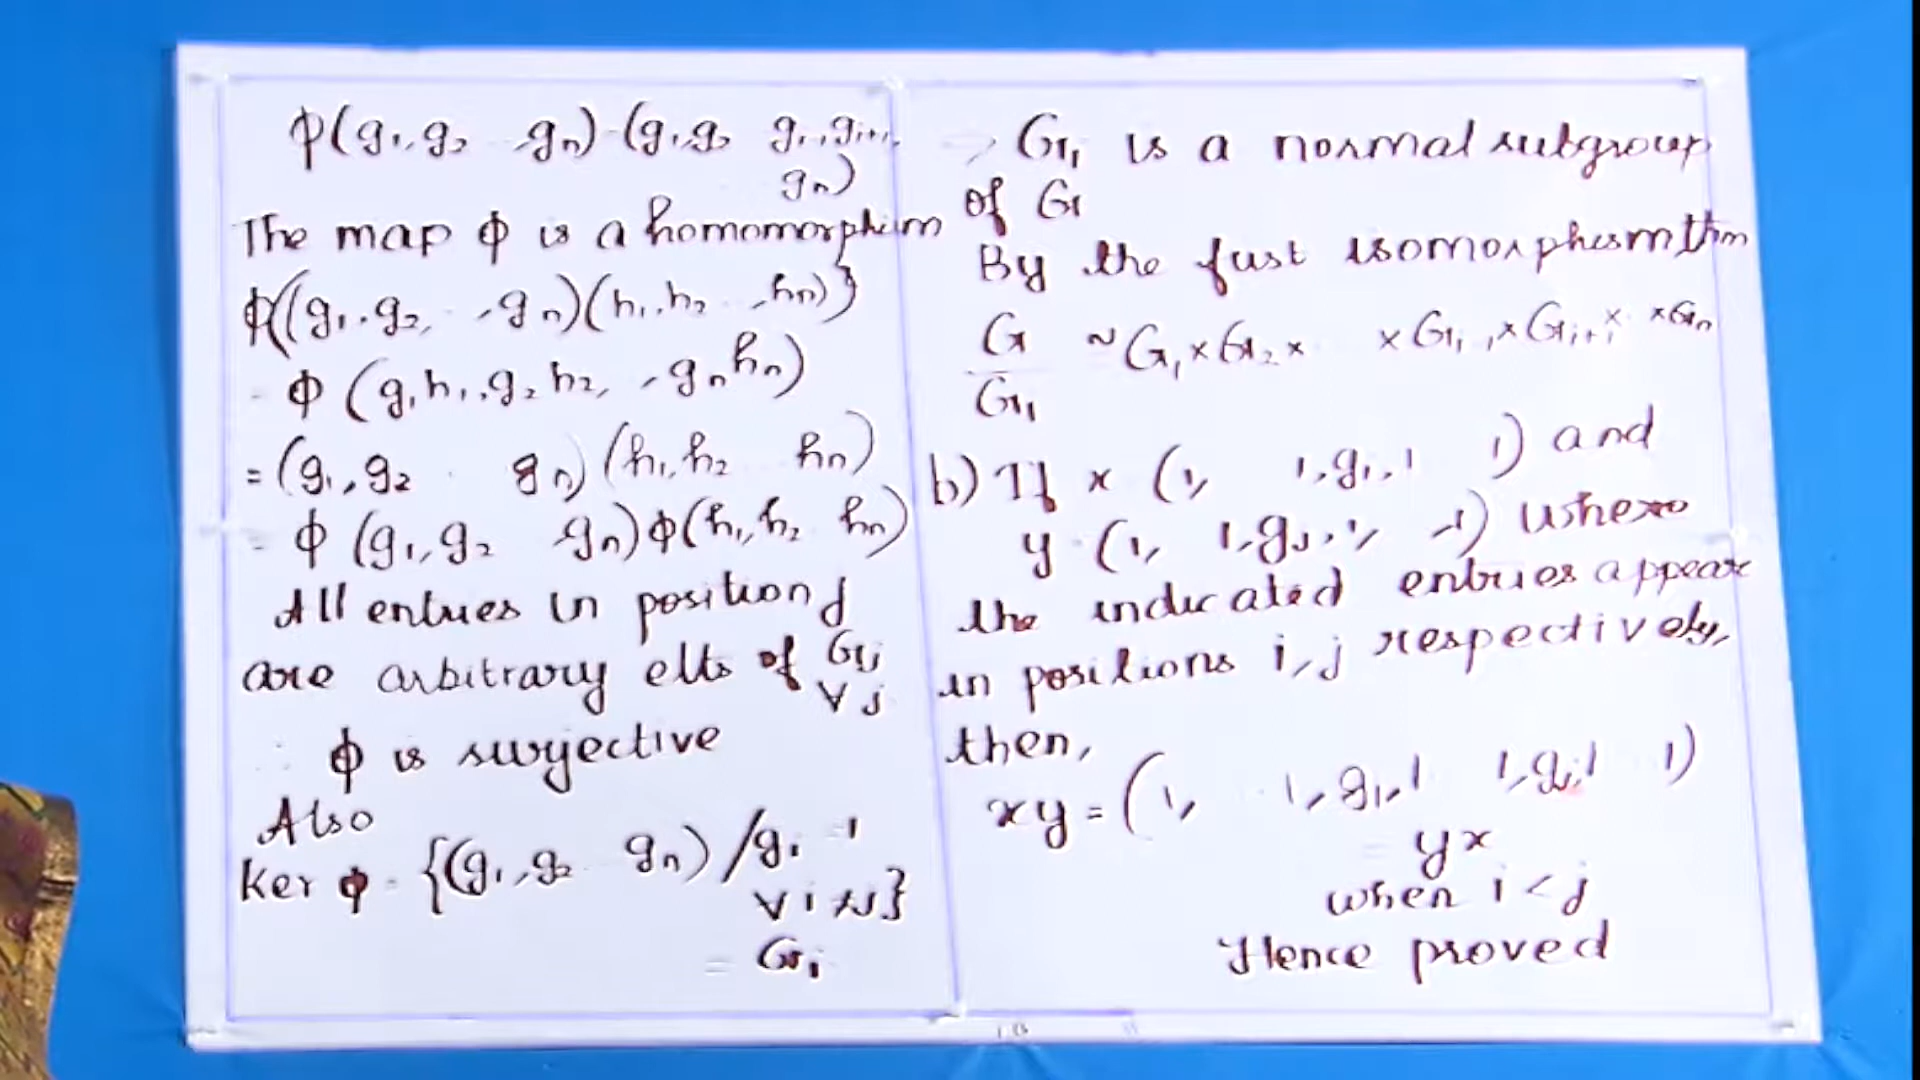 φ(g₁,g₂ ,gₙ) (g₁,g₂ gᵢ₋₁,gᵢ₊₁,
gₙ)
The map φ is a homomorphism
φ((g₁,g₂, ,gₙ)(h₁,h₂ ,hₙ)}
= φ (g₁h₁,g₂h₂, ,gₙhₙ)
= (g₁,g₂ gₙ)(h₁,h₂ hₙ)
= φ (g₁,g₂ gₙ)φ(h₁,h₂ hₙ)
All entries in position j
are arbitrary elts of Gⱼ
∀ j
∴ φ is surjective
Also
Ker φ = {(g₁,g₂ gₙ)/gᵢ 1
∀ i ≠ j}
= Gᵢ
⇒ Gᵢ is a normal subgroup
of G
By the first isomorphism thm
G
Gᵢ
≃ G₁×G₂× ×Gᵢ₋₁×Gᵢ₊₁× ×Gₙ
b) If x (1, 1,gᵢ,1 1) and
y (1, 1,gⱼ,1, 1) where
the indicated entries appear
in positions i,j respectively,
then,
xy = (1, 1,gᵢ,1 1,gⱼ,1 1)
= yx
when i < j
Hence proved